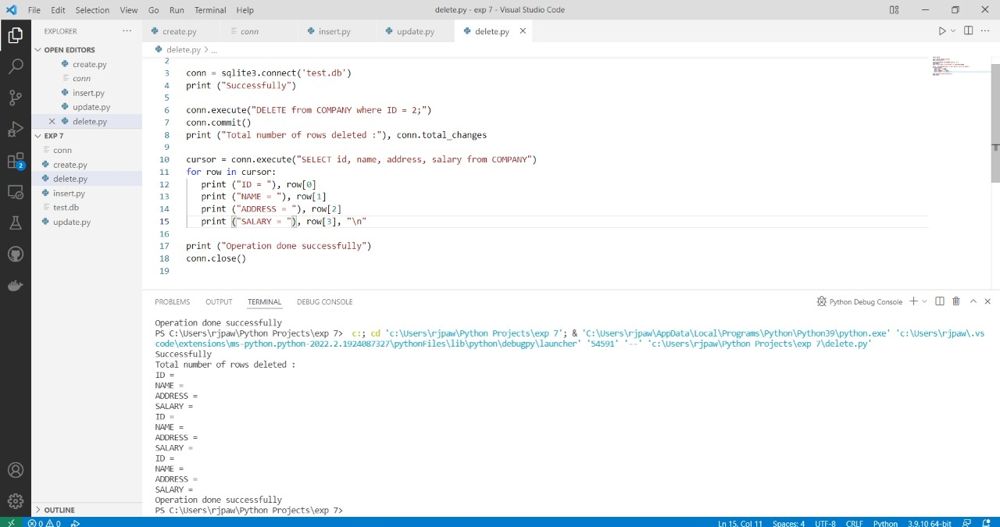 File Edit Selection View Go Run Terminal Help
delete.py - exp 7 - Visual Studio Code
EXPLORER
OPEN EDITORS
create.py
conn
insert.py
update.py
delete.py
EXP 7
conn
create.py
delete.py
insert.py
test.db
update.py
OUTLINE
2
create.py conn insert.py update.py delete.py
delete.py > ...
2
3 conn = sqlite3.connect('test.db')
4 print ("Successfully")
5
6 conn.execute("DELETE from COMPANY where ID = 2;")
7 conn.commit()
8 print ("Total number of rows deleted :"), conn.total_changes
9
10 cursor = conn.execute("SELECT id, name, address, salary from COMPANY")
11 for row in cursor:
12 print ("ID = "), row[0]
13 print ("NAME = "), row[1]
14 print ("ADDRESS = "), row[2]
15 print ("SALARY = "), row[3], "\n"
16
17 print ("Operation done successfully")
18 conn.close()
19
PROBLEMS OUTPUT TERMINAL DEBUG CONSOLE
Python Debug Console
Operation done successfully
PS C:\Users\rjpaw\Python Projects\exp 7> c:; cd 'c:\Users\rjpaw\Python Projects\exp 7'; & 'C:\Users\rjpaw\AppData\Local\Programs\Python\Python39\python.exe' 'c:\Users\rjpaw\.vs
code\extensions\ms-python.python-2022.2.1924087327\pythonFiles\lib\python\debugpy\launcher' '54591' '--' 'c:\Users\rjpaw\Python Projects\exp 7\delete.py'
Successfully
Total number of rows deleted :
ID =
NAME =
ADDRESS =
SALARY =
ID =
NAME =
ADDRESS =
SALARY =
ID =
NAME =
ADDRESS =
SALARY =
Operation done successfully
PS C:\Users\rjpaw\Python Projects\exp 7>
0 0
Ln 15, Col 11 Spaces: 4 UTF-8 CRLF Python 3.9.10 64-bit